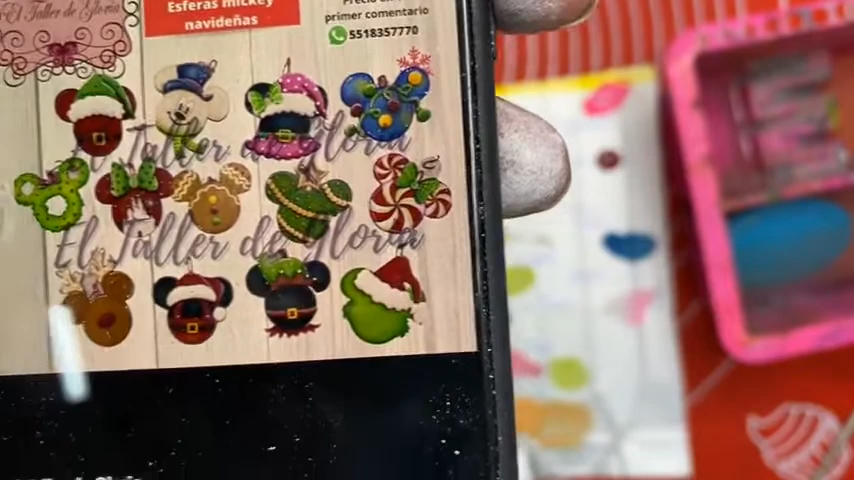 El Taller de Gloria
Esferas mickey
navideñas
primer comentario
5518357770
El Taller de Gloria
El Taller de Gloria